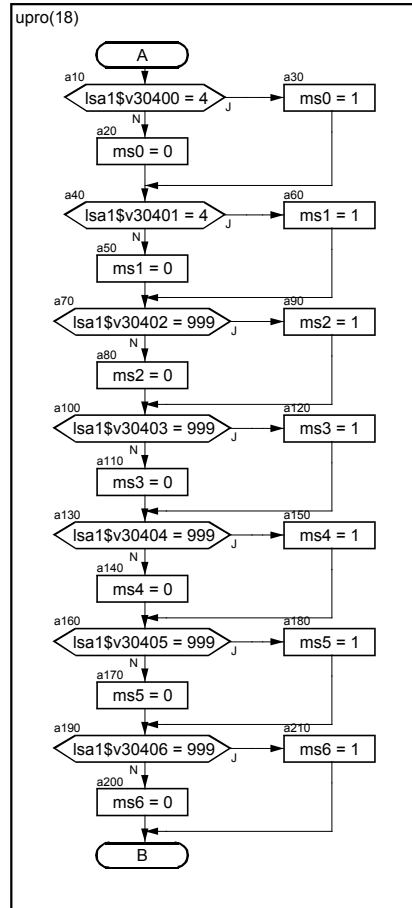 upro(18)
A
a10
lsa1$v30400 = 4
J
N
a30
ms0 = 1
a20
ms0 = 0
a40
lsa1$v30401 = 4
J
N
a60
ms1 = 1
a50
ms1 = 0
a70
lsa1$v30402 = 999
J
N
a90
ms2 = 1
a80
ms2 = 0
a100
lsa1$v30403 = 999
J
N
a120
ms3 = 1
a110
ms3 = 0
a130
lsa1$v30404 = 999
J
N
a150
ms4 = 1
a140
ms4 = 0
a160
lsa1$v30405 = 999
J
N
a180
ms5 = 1
a170
ms5 = 0
a190
lsa1$v30406 = 999
J
N
a210
ms6 = 1
a200
ms6 = 0
B